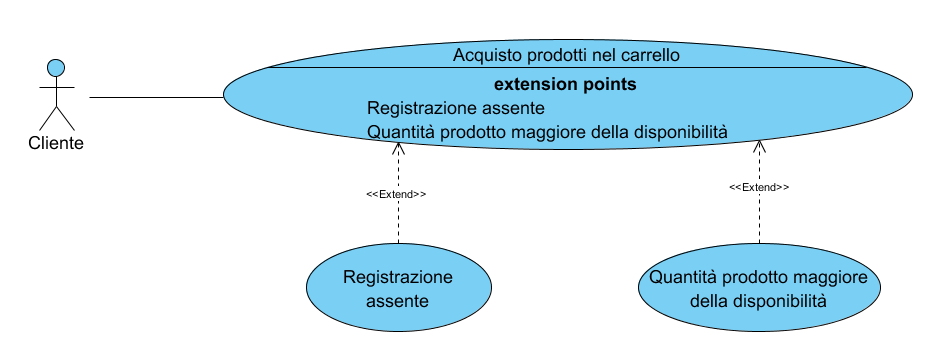 Acquisto prodotti nel carrello
extension points
Registrazione assente
Quantità prodotto maggiore della disponibilità
Cliente
<<Extend>>
<<Extend>>
Registrazione
assente
Quantità prodotto maggiore
della disponibilità